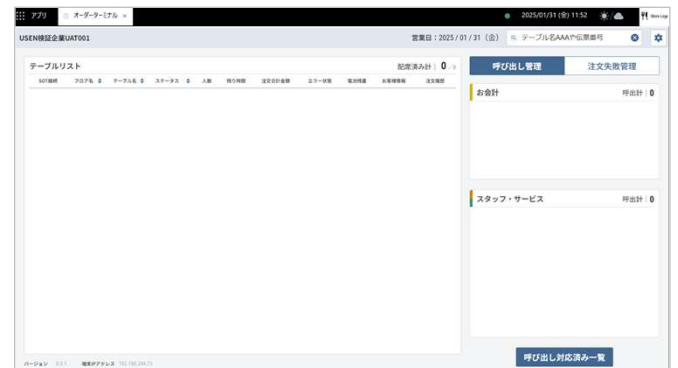 アプリ
オーダーターミナル ×
2025/01/31 (金) 11:52
USEN検証企業UAT001
営業日：2025 / 01 / 31 （金）
テーブル名AAAや伝票番号
テーブルリスト
配席済み計 0
SOT接続 フロア名 テーブル名 ステータス 人数 残り時間 注文合計金額 エラー状態 電池残量 お客様情報 注文履歴
呼び出し管理
注文失敗管理
お会計
呼出計 0
スタッフ・サービス
呼出計 0
呼び出し対応済み一覧
バージョン
端末IPアドレス